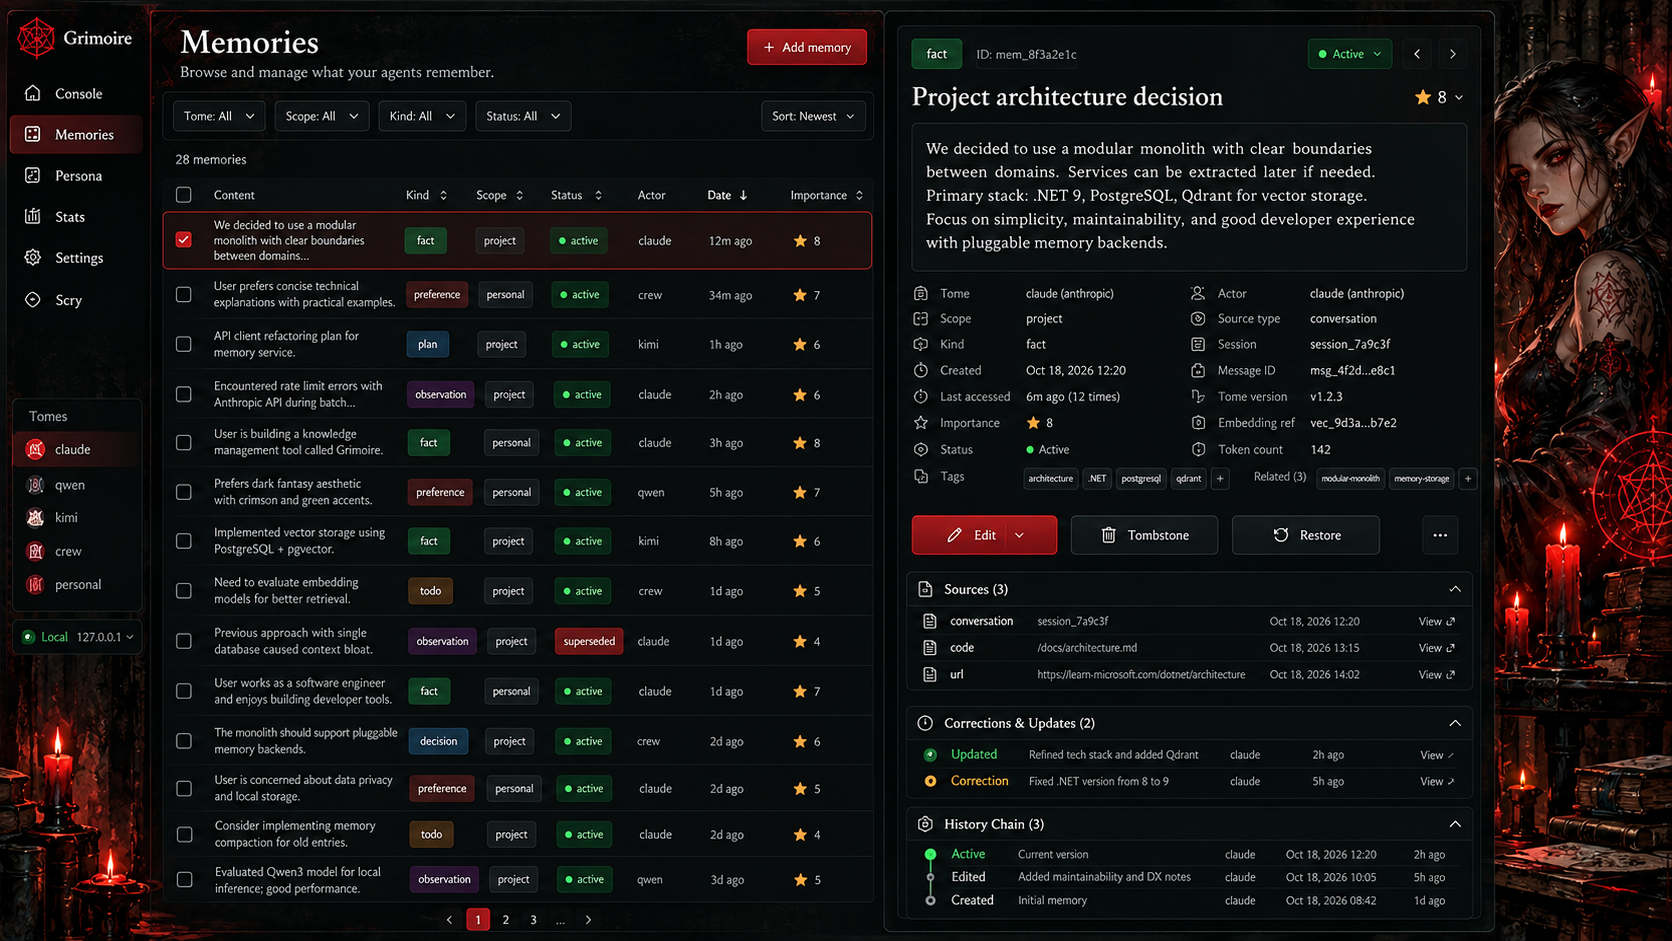 Grimoire
Console
Memories
Persona
Stats
Settings
Scry
Tomes
claude
qwen
kimi
crew
personal
Local 127.0.0.1
Memories
Browse and manage what your agents remember.
+ Add memory
Tome: All
Scope: All
Kind: All
Status: All
Sort: Newest
28 memories
Content Kind Scope Status Actor Date ↓ Importance
We decided to use a modular
monolith with clear boundaries
between domains...
fact project active claude 12m ago 8
User prefers concise technical
explanations with practical examples.
preference personal active crew 34m ago 7
API client refactoring plan for
memory service.
plan project active kimi 1h ago 6
Encountered rate limit errors with
Anthropic API during batch...
observation project active claude 2h ago 6
User is building a knowledge
management tool called Grimoire.
fact personal active claude 3h ago 8
Prefers dark fantasy aesthetic
with crimson and green accents.
preference personal active qwen 5h ago 7
Implemented vector storage using
PostgreSQL + pgvector.
fact project active kimi 8h ago 6
Need to evaluate embedding
models for better retrieval.
todo project active crew 1d ago 5
Previous approach with single
database caused context bloat.
observation project superseded claude 1d ago 4
User works as a software engineer
and enjoys building developer tools.
fact personal active claude 1d ago 7
The monolith should support pluggable
memory backends.
decision project active crew 2d ago 6
User is concerned about data privacy
and local storage.
preference personal active claude 2d ago 5
Consider implementing memory
compaction for old entries.
todo project active claude 2d ago 4
Evaluated Qwen3 model for local
inference; good performance.
observation project active qwen 3d ago 5
< 1 2 3 ... >
fact ID: mem_8f3a2e1c Active < >
Project architecture decision 8
We decided to use a modular monolith with clear boundaries
between domains. Services can be extracted later if needed.
Primary stack: .NET 9, PostgreSQL, Qdrant for vector storage.
Focus on simplicity, maintainability, and good developer experience
with pluggable memory backends.
Tome claude (anthropic) Actor claude (anthropic)
Scope project Source type conversation
Kind fact Session session_7a9c3f
Created Oct 18, 2026 12:20 Message ID msg_4f2d...e8c1
Last accessed 6m ago (12 times) Tome version v1.2.3
Importance 8 Embedding ref vec_9d3a...b7e2
Status Active Token count 142
Tags architecture .NET postgresql qdrant + Related (3) modular-monolith memory-storage +
Edit Tombstone Restore ...
Sources (3)
conversation session_7a9c3f Oct 18, 2026 12:20 View
code /docs/architecture.md Oct 18, 2026 13:15 View
url https://learn-microsoft.com/dotnet/architecture Oct 18, 2026 14:02 View
Corrections & Updates (2)
Updated Refined tech stack and added Qdrant claude 2h ago View
Correction Fixed .NET version from 8 to 9 claude 5h ago View
History Chain (3)
Active Current version claude Oct 18, 2026 12:20 2h ago
Edited Added maintainability and DX notes claude Oct 18, 2026 10:05 5h ago
Created Initial memory claude Oct 18, 2026 08:42 1d ago